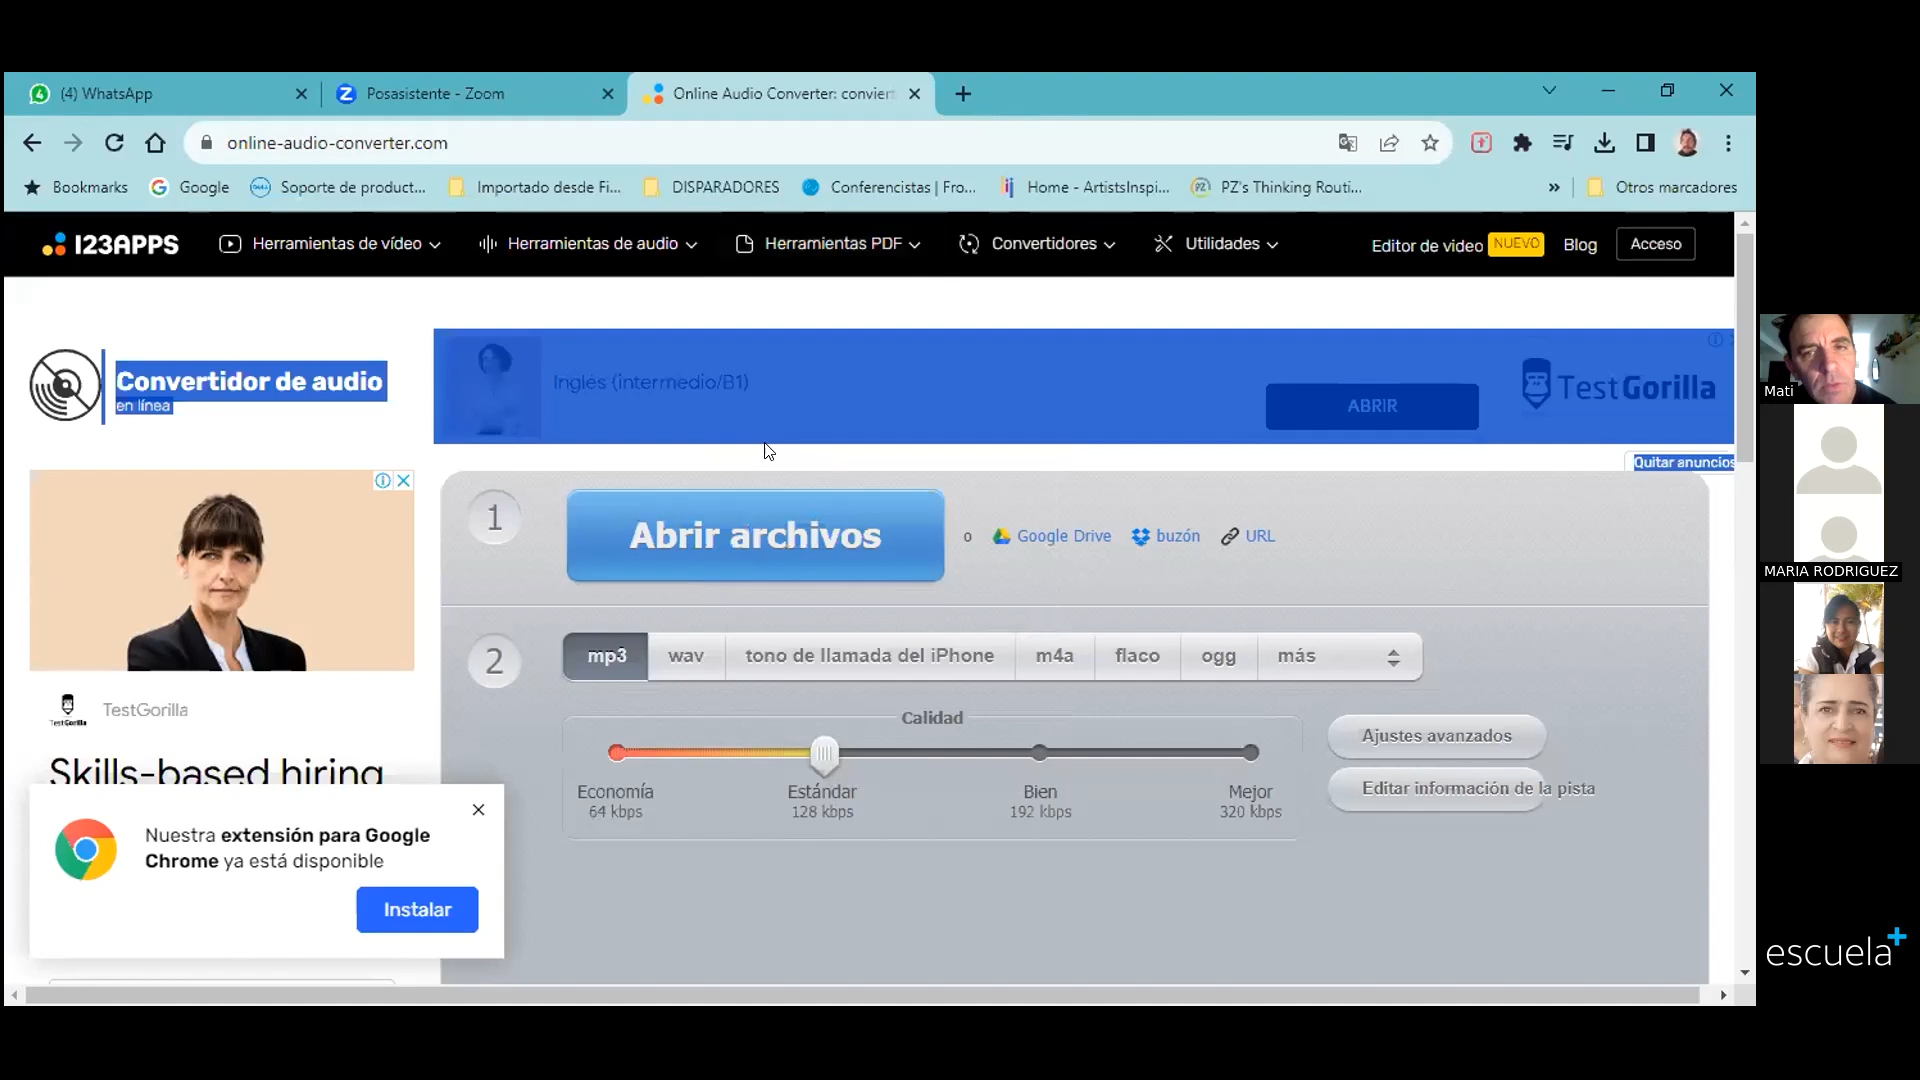 (4) WhatsApp
Posasistente - Zoom
Online Audio Converter: conviert
online-audio-converter.com
Bookmarks
Google
Soporte de product...
Importado desde Fi...
DISPARADORES
Conferencistas | Fro...
Home - ArtistsInspi...
PZ's Thinking Routi...
»
Otros marcadores
123APPS
Herramientas de vídeo
Herramientas de audio
Herramientas PDF
Convertidores
Utilidades
Editor de video
NUEVO
Blog
Acceso
Convertidor de audio
en línea
Inglés (intermedio/B1)
ABRIR
TestGorilla
Quitar anuncios
Mati
1
Abrir archivos
o
Google Drive
buzón
URL
MARIA RODRIGUEZ
2
mp3
wav
tono de llamada del iPhone
m4a
flaco
ogg
más
TestGorilla
TestGorilla
Calidad
Economía
64 kbps
Estándar
128 kbps
Bien
192 kbps
Mejor
320 kbps
Ajustes avanzados
Editar información de la pista
Skills-based hiring
Nuestra extensión para Google
Chrome ya está disponible
Instalar
escuela+